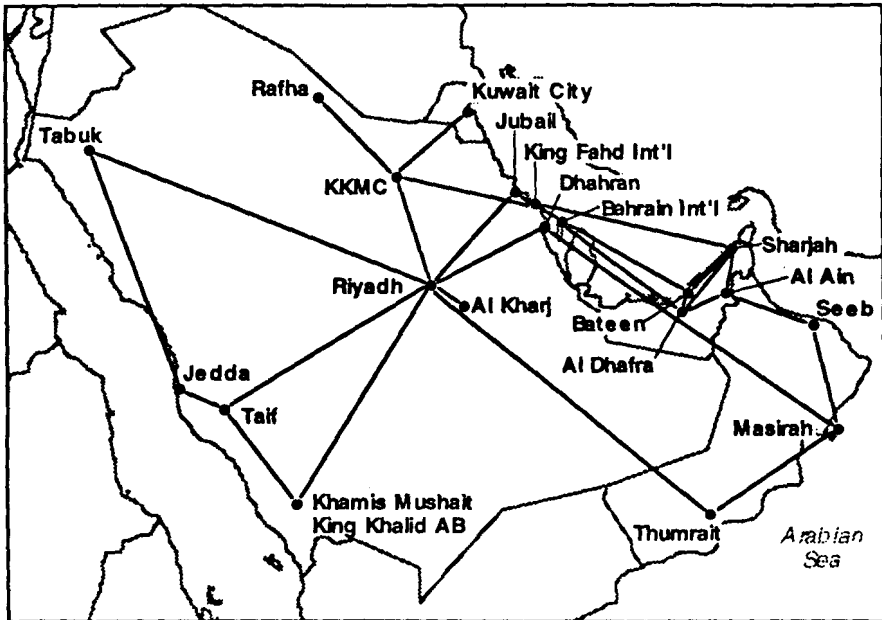 Rafha
Kuwait City
Jubail
Tabuk
King Fahd Int'l
KKMC
Dhahran
Bahrain Int'l
Sharjah
Riyadh
Al Kharj
Al Ain
Bateen
Seeb
Al Dhafra
Jedda
Taif
Masirah
Khamis Mushait
King Khalid AB
Thumrait
Arabian
Sea